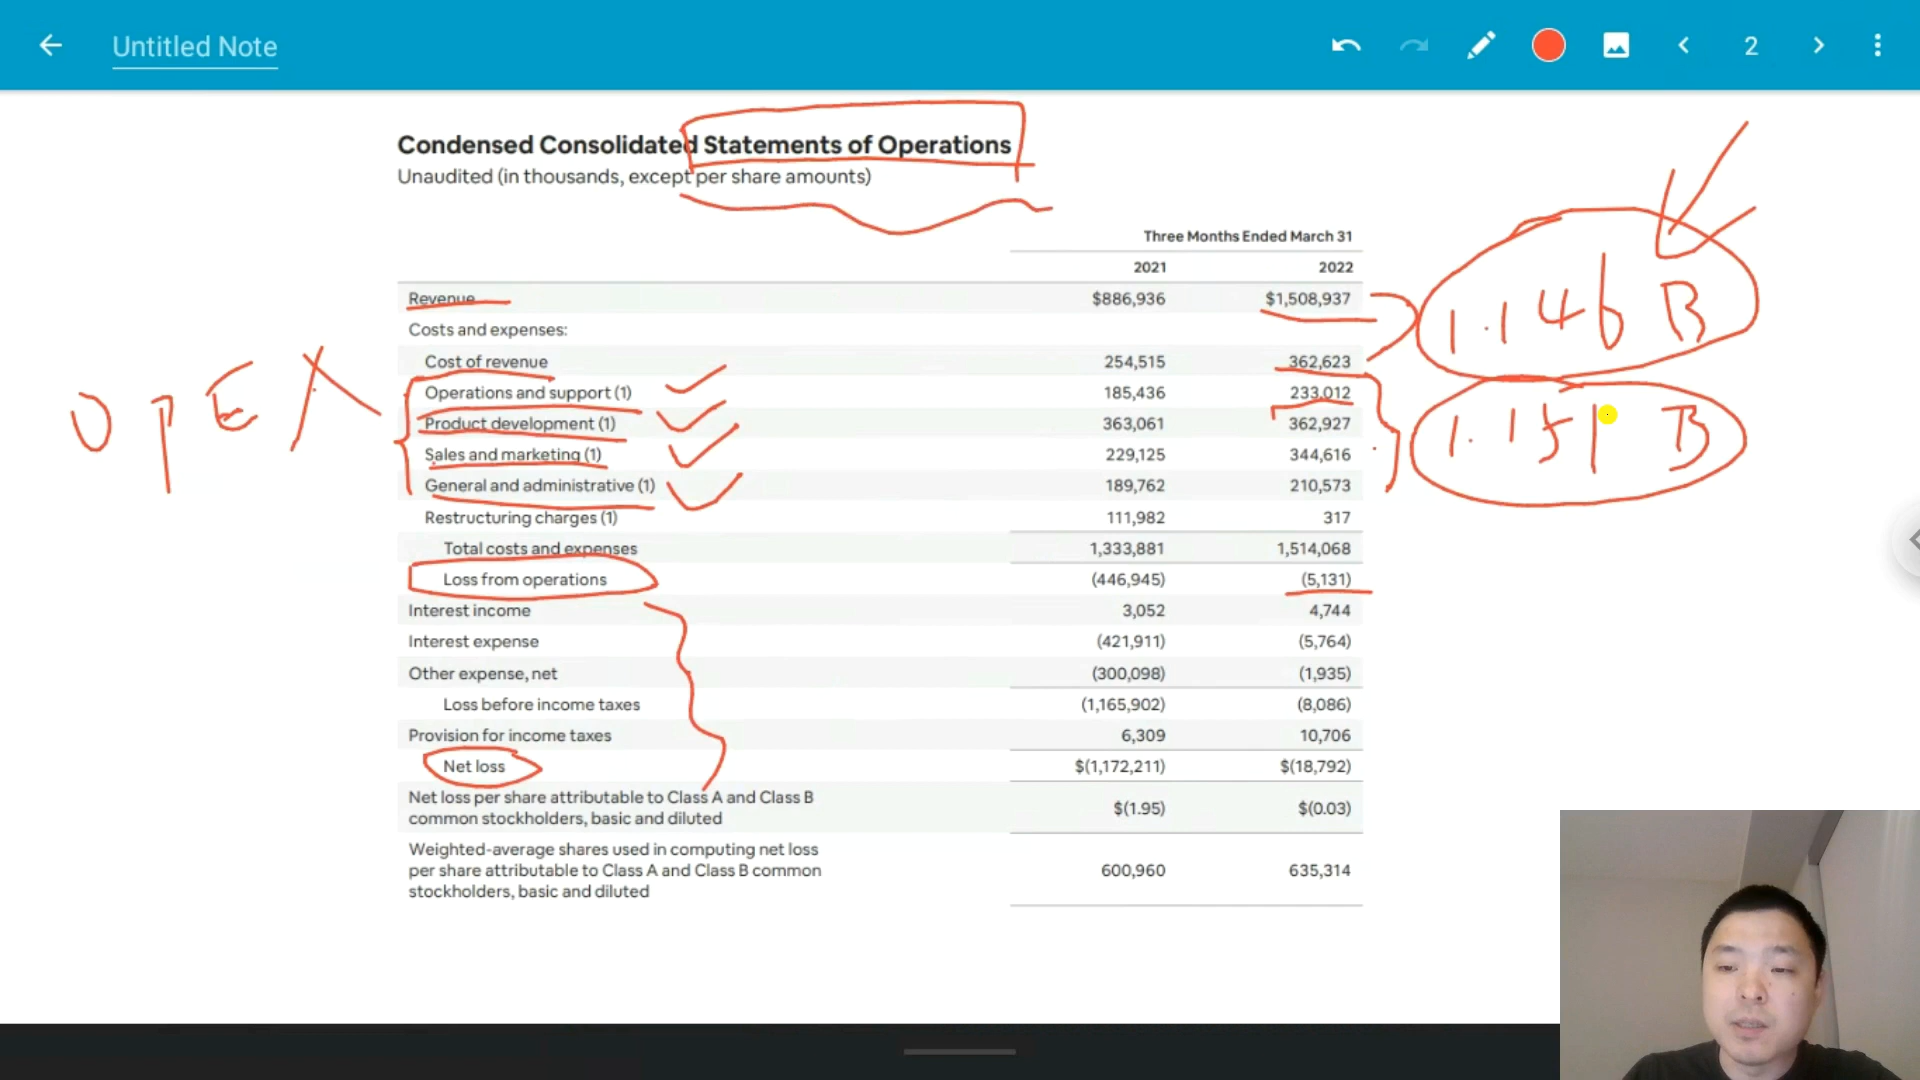 Untitled Note
2
Condensed Consolidated Statements of Operations
Unaudited (in thousands, except per share amounts)
Three Months Ended March 31
2021 2022
Revenue $886,936 $1,508,937
Costs and expenses:
Cost of revenue 254,515 362,623
Operations and support (1) 185,436 233,012
Product development (1) 363,061 362,927
Sales and marketing (1) 229,125 344,616
General and administrative (1) 189,762 210,573
Restructuring charges (1) 111,982 317
Total costs and expenses 1,333,881 1,514,068
Loss from operations (446,945) (5,131)
Interest income 3,052 4,744
Interest expense (421,911) (5,764)
Other expense, net (300,098) (1,935)
Loss before income taxes (1,165,902) (8,086)
Provision for income taxes 6,309 10,706
Net loss $(1,172,211) $(18,792)
Net loss per share attributable to Class A and Class B
common stockholders, basic and diluted $(1.95) $(0.03)
Weighted-average shares used in computing net loss
per share attributable to Class A and Class B common 600,960 635,314
stockholders, basic and diluted
OPEX
1.146 B
1.151 B